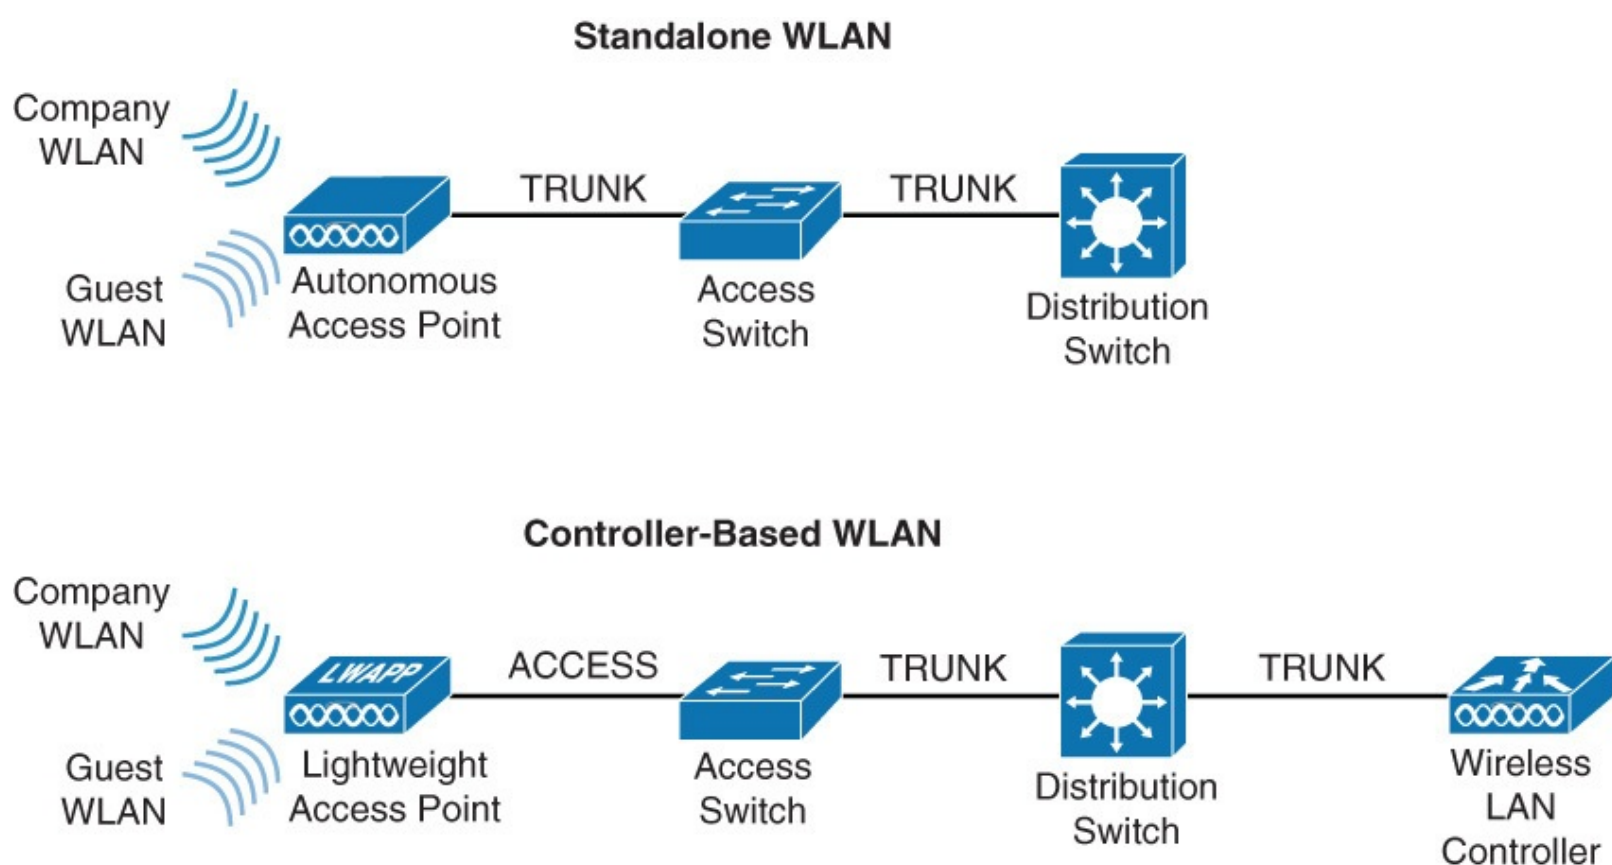 Standalone WLAN
Company
WLAN
TRUNK
TRUNK
Guest
WLAN
Autonomous
Access Point
Access
Switch
Distribution
Switch
Controller-Based WLAN
Company
WLAN
LWAPP
ACCESS
TRUNK
TRUNK
Guest
WLAN
Lightweight
Access Point
Access
Switch
Distribution
Switch
Wireless
LAN
Controller